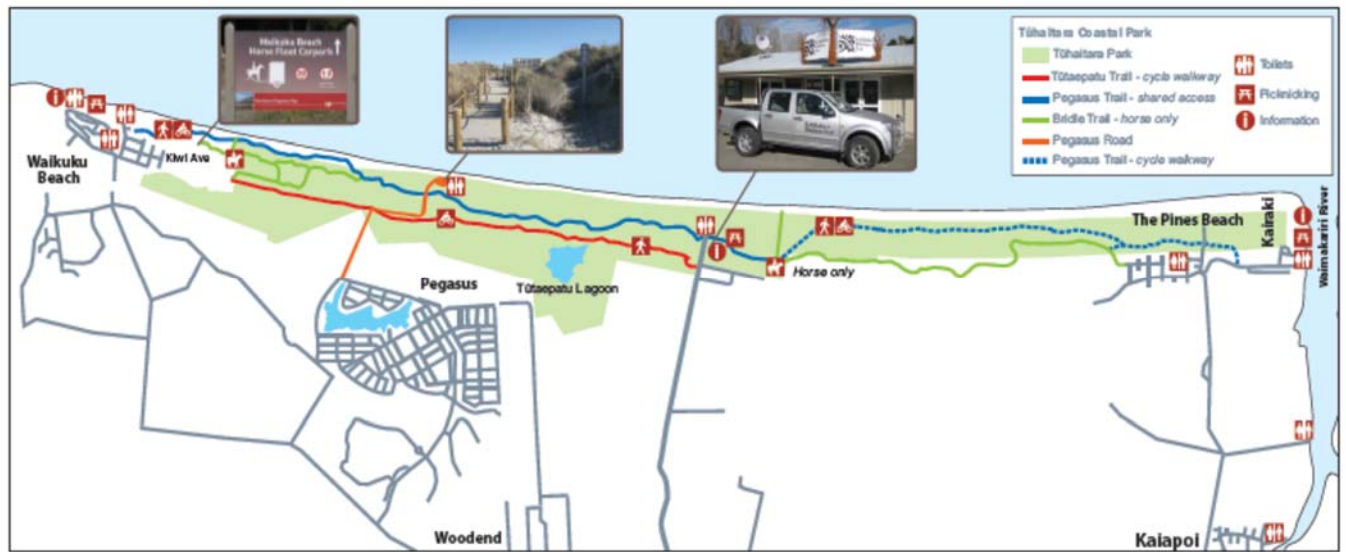 Waikuku Beach
Horse Float Carpark
Tūhaitara Coastal Park
Tūhaitara Park
Tūtaepatu Trail - cycle walkway
Pegasus Trail - shared access
Bridle Trail - horse only
Pegasus Road
Pegasus Trail - cycle walkway
Toilets
Picknicking
Information
Waikuku
Beach
Kiwi Ave
The Pines Beach
Kairaki
Waimakariri River
Horse only
Pegasus
Tūtaepatu Lagoon
Woodend
Kaiapoi